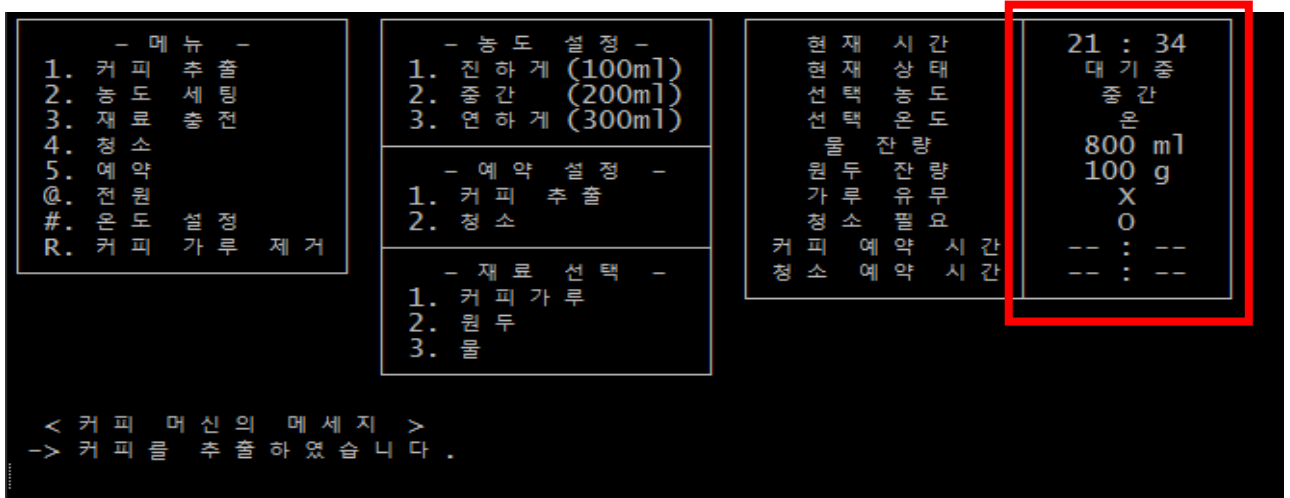 - 메뉴 -
1. 커피 추출
2. 농도 세팅
3. 재료 충전
4. 청소
5. 예약
@. 전원
#. 온도 설정
R. 커피 가루 제거
- 농도 설정 -
1. 진하게 (100ml)
2. 중간 (200ml)
3. 연하게 (300ml)
- 예약 설정 -
1. 커피 추출
2. 청소
- 재료 선택 -
1. 커피가루
2. 원두
3. 물
현재 시간 21 : 34
현재 상태 대기중
선택 농도 중간
선택 온도 온
물 잔량 800 ml
원두 잔량 100 g
가루 유무 X
청소 필요 O
커피 예약 시간 -- : --
청소 예약 시간 -- : --
< 커피 머신의 메세지 >
-> 커피를 추출하였습니다.